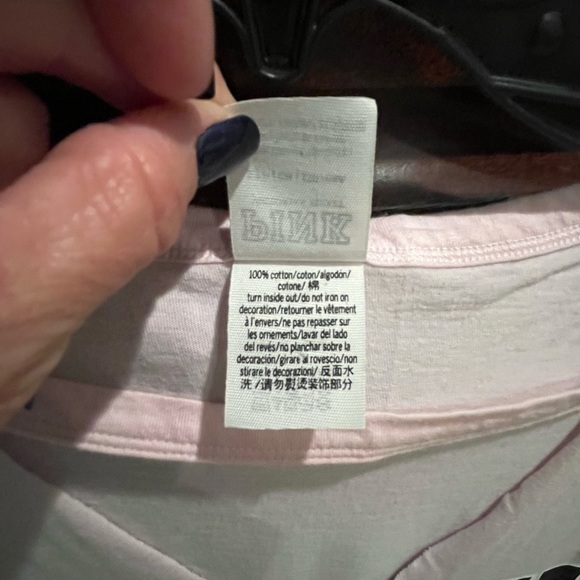 PINK
100% cotton/coton/algodón/
cotone/ 棉
turn inside out/do not iron on
decoration/retourner le vêtement
à l'envers/ne pas repasser sur
les ornements/lavar del lado
del revés/no planchar sobre la
decoración/girare al rovescio/non
stirare le decorazioni/ 反面水
洗/请勿熨烫装饰部分